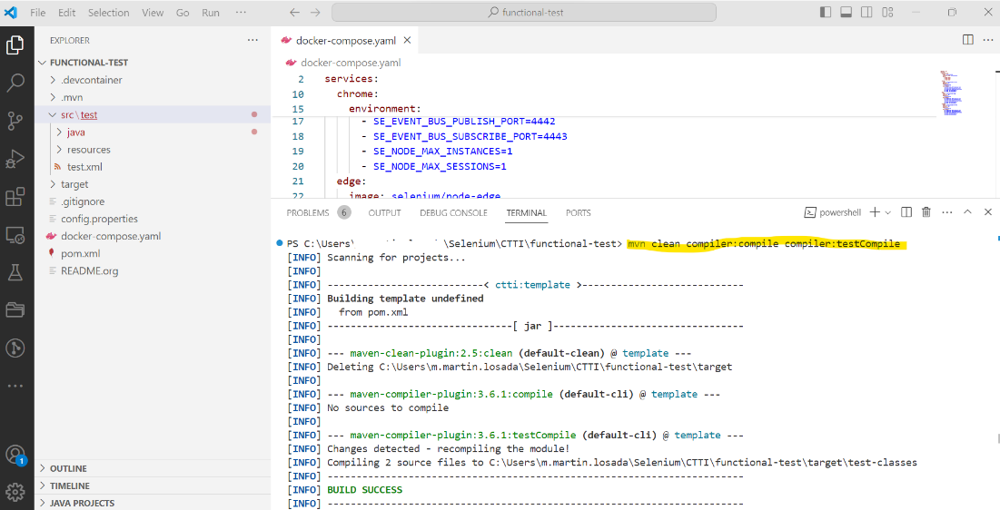 File Edit Selection View Go Run ··· functional-test
EXPLORER ···
FUNCTIONAL-TEST
.devcontainer
.mvn
src\test
java
resources
test.xml
target
.gitignore
config.properties
docker-compose.yaml
pom.xml
README.org
OUTLINE
TIMELINE
JAVA PROJECTS
1
docker-compose.yaml
docker-compose.yaml
2 services:
10 chrome:
15 environment:
17 - SE_EVENT_BUS_PUBLISH_PORT=4442
18 - SE_EVENT_BUS_SUBSCRIBE_PORT=4443
19 - SE_NODE_MAX_INSTANCES=1
20 - SE_NODE_MAX_SESSIONS=1
21 edge:
22 image: selenium/node-edge
PROBLEMS 6 OUTPUT DEBUG CONSOLE TERMINAL PORTS powershell
PS C:\Users\ \Selenium\CTTI\functional-test> mvn clean compiler:compile compiler:testCompile
[INFO] Scanning for projects...
[INFO]
[INFO] ---------------------------< ctti:template >----------------------------
[INFO] Building template undefined
[INFO] from pom.xml
[INFO] --------------------------------[ jar ]---------------------------------
[INFO]
[INFO] --- maven-clean-plugin:2.5:clean (default-clean) @ template ---
[INFO] Deleting C:\Users\m.martin.losada\Selenium\CTTI\functional-test\target
[INFO]
[INFO] --- maven-compiler-plugin:3.6.1:compile (default-cli) @ template ---
[INFO] No sources to compile
[INFO]
[INFO] --- maven-compiler-plugin:3.6.1:testCompile (default-cli) @ template ---
[INFO] Changes detected - recompiling the module!
[INFO] Compiling 2 source files to C:\Users\m.martin.losada\Selenium\CTTI\functional-test\target\test-classes
[INFO] ------------------------------------------------------------------------
[INFO] BUILD SUCCESS
[INFO] ------------------------------------------------------------------------